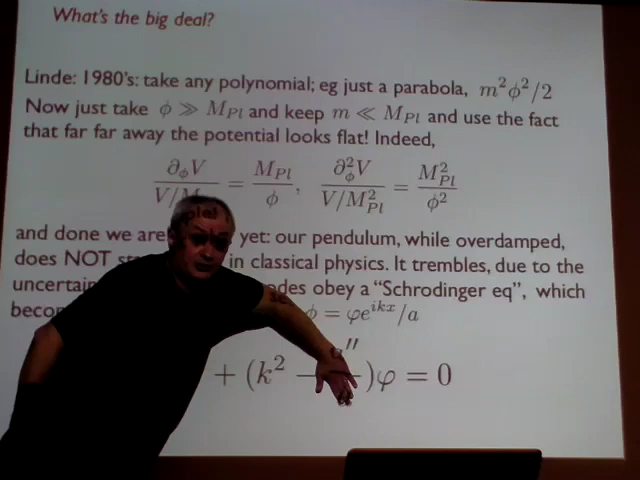 What's the big deal?
Linde: 1980's: take any polynomial; eg just a parabola, m²φ²/2
Now just take φ ≫ M_Pl and keep m ≪ M_Pl and use the fact
that far far away the potential looks flat! Indeed,
∂_φV / V/M = M_Pl / φ, ∂²_φV / V/M²_Pl = M²_Pl / φ²
and done we are yet: our pendulum, while overdamped,
does NOT in classical physics. It trembles, due to the
obey a "Schrodinger eq", which
φ = φe^{ikx}/a
+ (k² − ″)φ = 0